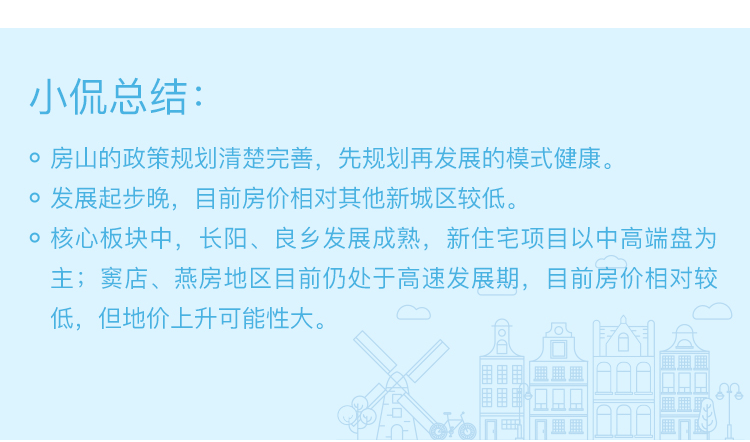 小侃总结：
房山的政策规划清楚完善，先规划再发展的模式健康。
发展起步晚，目前房价相对其他新城区较低。
核心板块中，长阳、良乡发展成熟，新住宅项目以中高端盘为
主；窦店、燕房地区目前仍处于高速发展期，目前房价相对较
低，但地价上升可能性大。